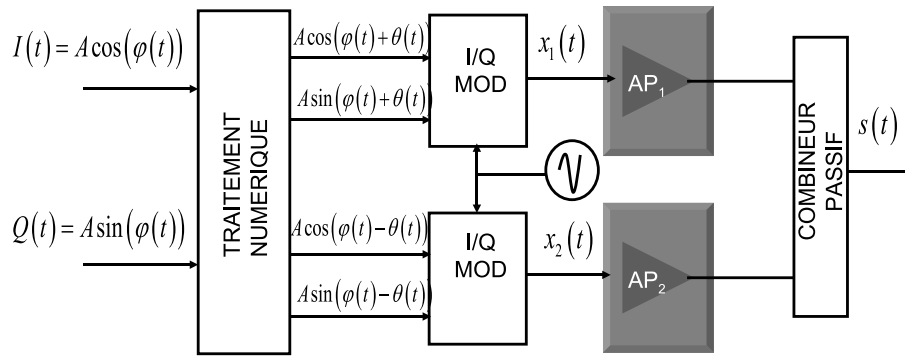 I(t) = A cos(φ(t))
Q(t) = A sin(φ(t))
TRAITEMENT
NUMERIQUE
A cos(φ(t)+θ(t))
A sin(φ(t)+θ(t))
A cos(φ(t)−θ(t))
A sin(φ(t)−θ(t))
I/Q
MOD
I/Q
MOD
x₁(t)
x₂(t)
AP₁
AP₂
COMBINEUR
PASSIF
s(t)